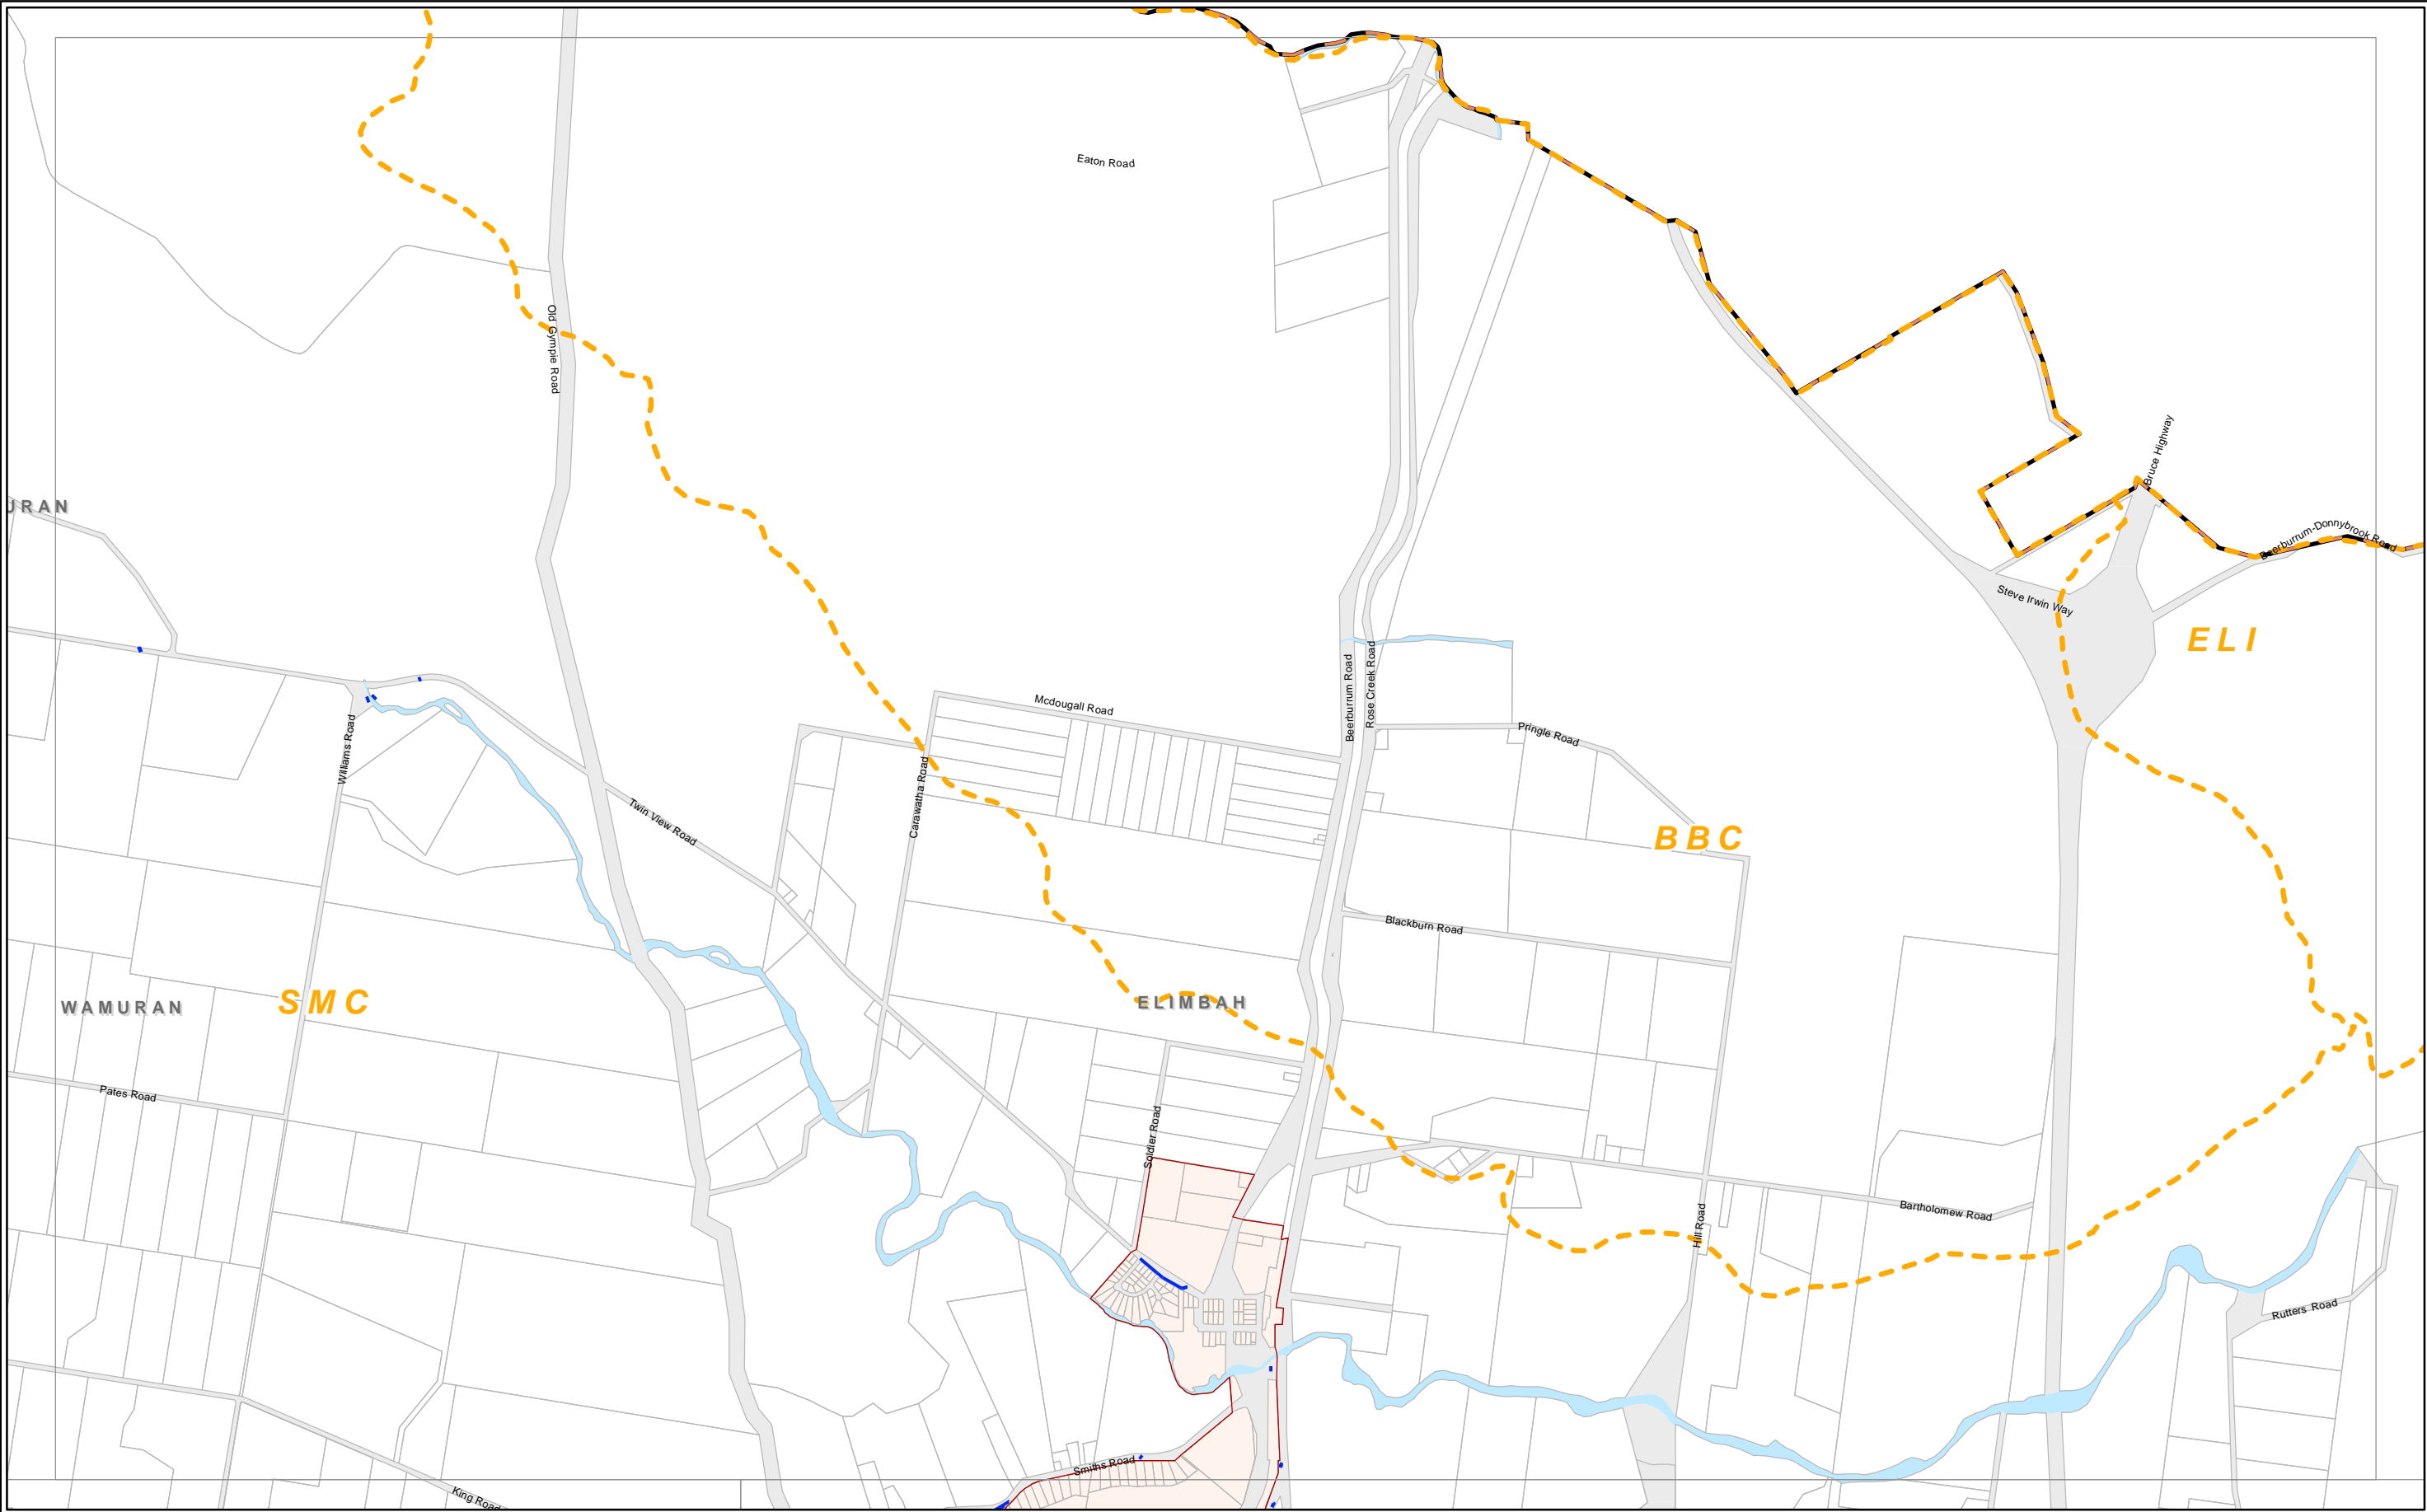 Eaton Road
Old Gympie Road
Bruce Highway
URAN
Beerburrum-Donnybrook Road
Steve Irwin Way
ELI
Beerburrum Road
Rose Creek Road
Mcdougall Road
Pringle Road
Williams Road
Carawatha Road
Twin View Road
BBC
Blackburn Road
SMC
WAMURAN
ELIMBAH
Pates Road
Soldier Road
Bartholomew Road
Hill Road
Rutters Road
Smiths Road
King Road